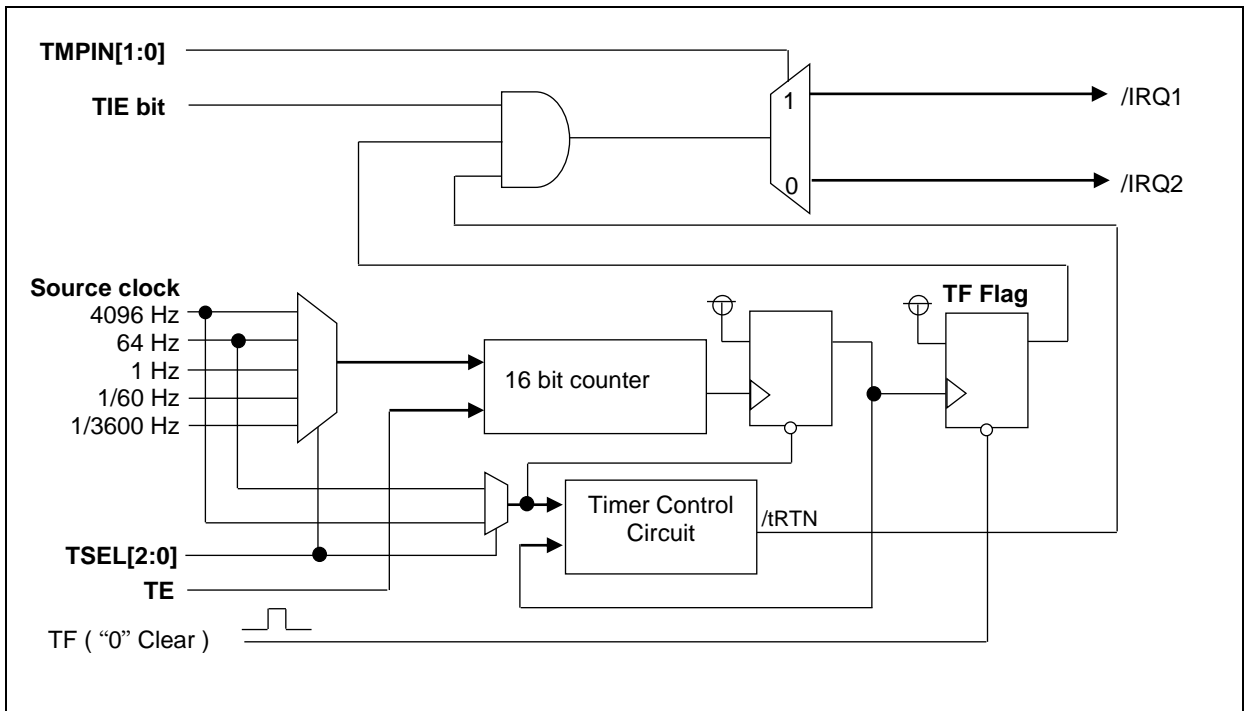 TMPIN[1:0]
TIE bit
1
0
/IRQ1
/IRQ2
Source clock
4096 Hz
64 Hz
1 Hz
1/60 Hz
1/3600 Hz
16 bit counter
TF Flag
Timer Control
Circuit
/tRTN
TSEL[2:0]
TE
TF ( “0” Clear )